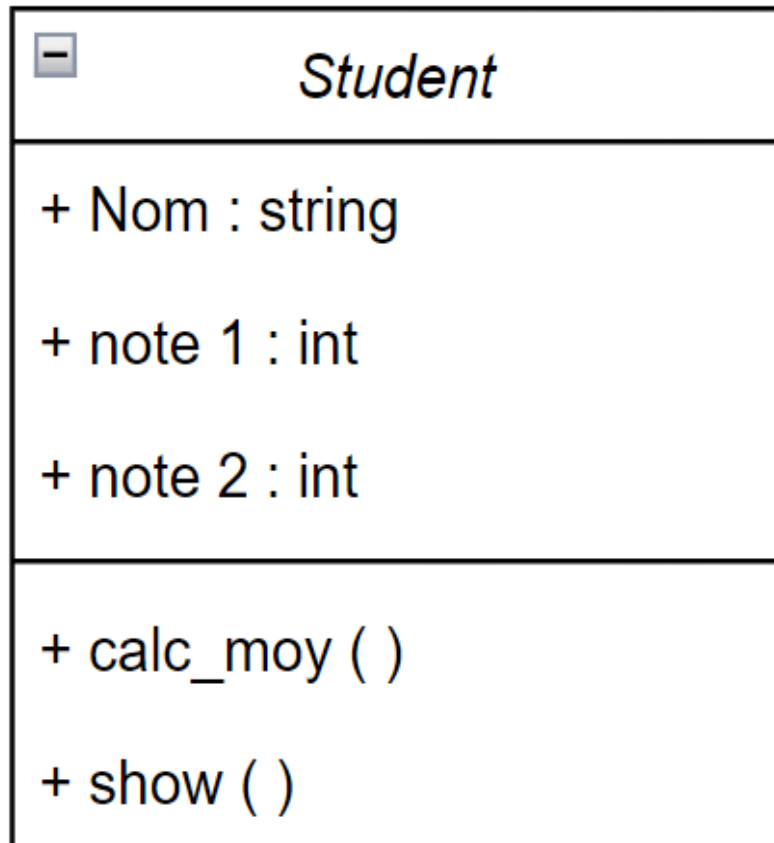 Student
+ Nom : string
+ note 1 : int
+ note 2 : int
+ calc_moy ( )
+ show ( )